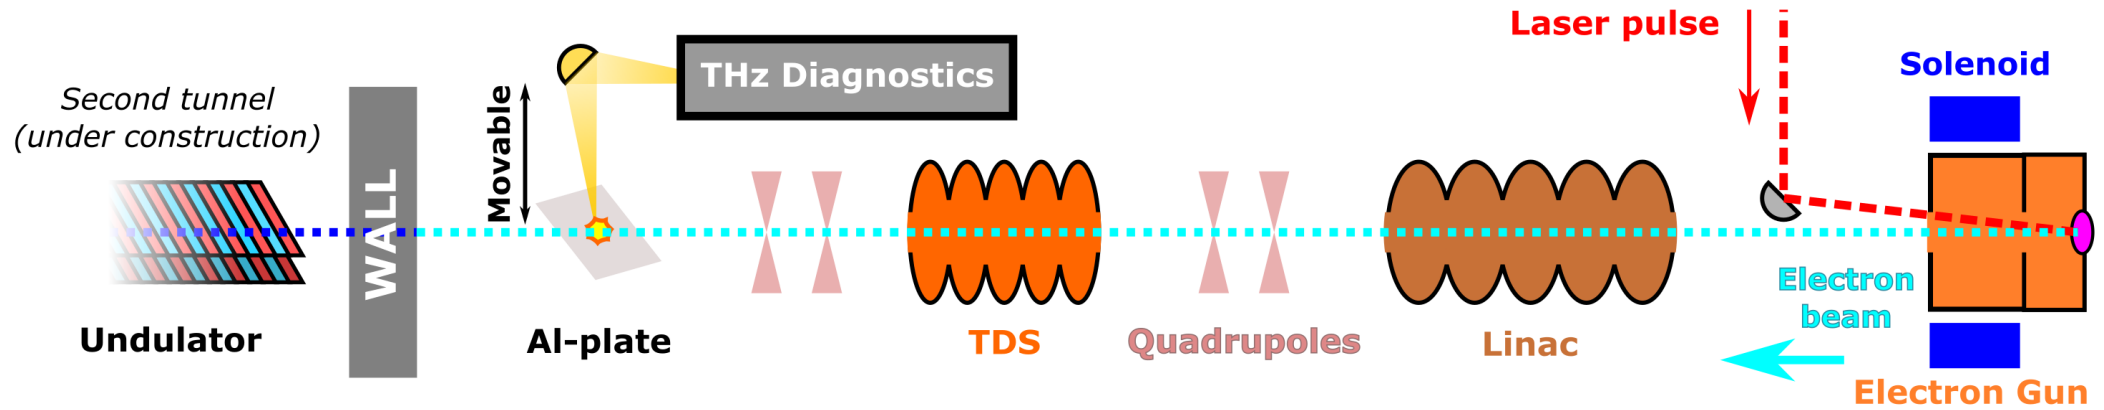 Second tunnel
(under construction)
Undulator
WALL
Movable
THz Diagnostics
Al-plate
TDS
Quadrupoles
Linac
Laser pulse
Electron
beam
Solenoid
Electron Gun